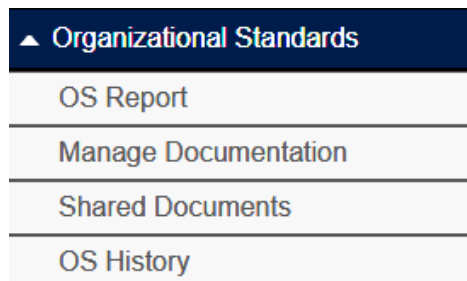 Organizational Standards
OS Report
Manage Documentation
Shared Documents
OS History